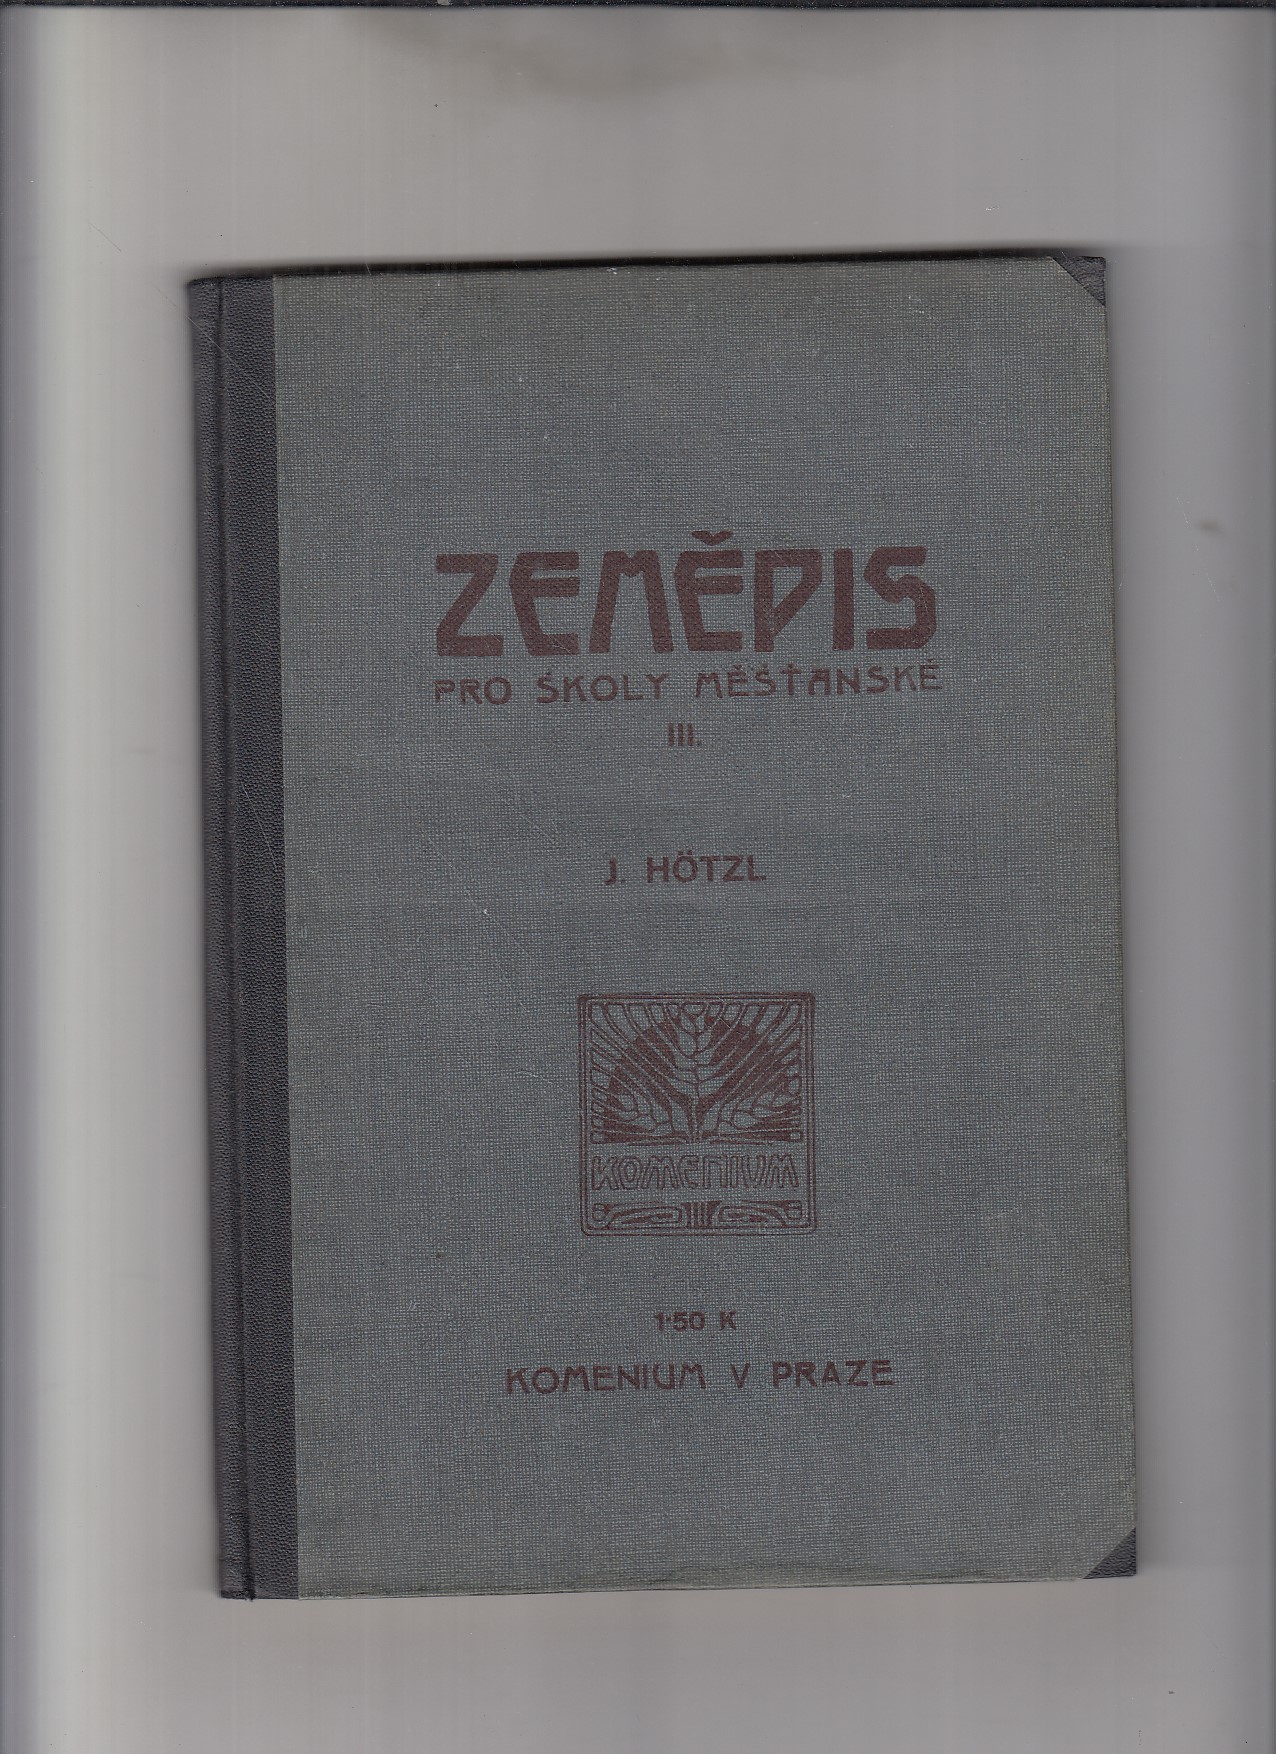 ZEMĚPIS
PRO ŠKOLY MĚŠŤANSKÉ
III.
J. HÖTZL
KOMENIUM
1·50 K
KOMENIUM V PRAZE